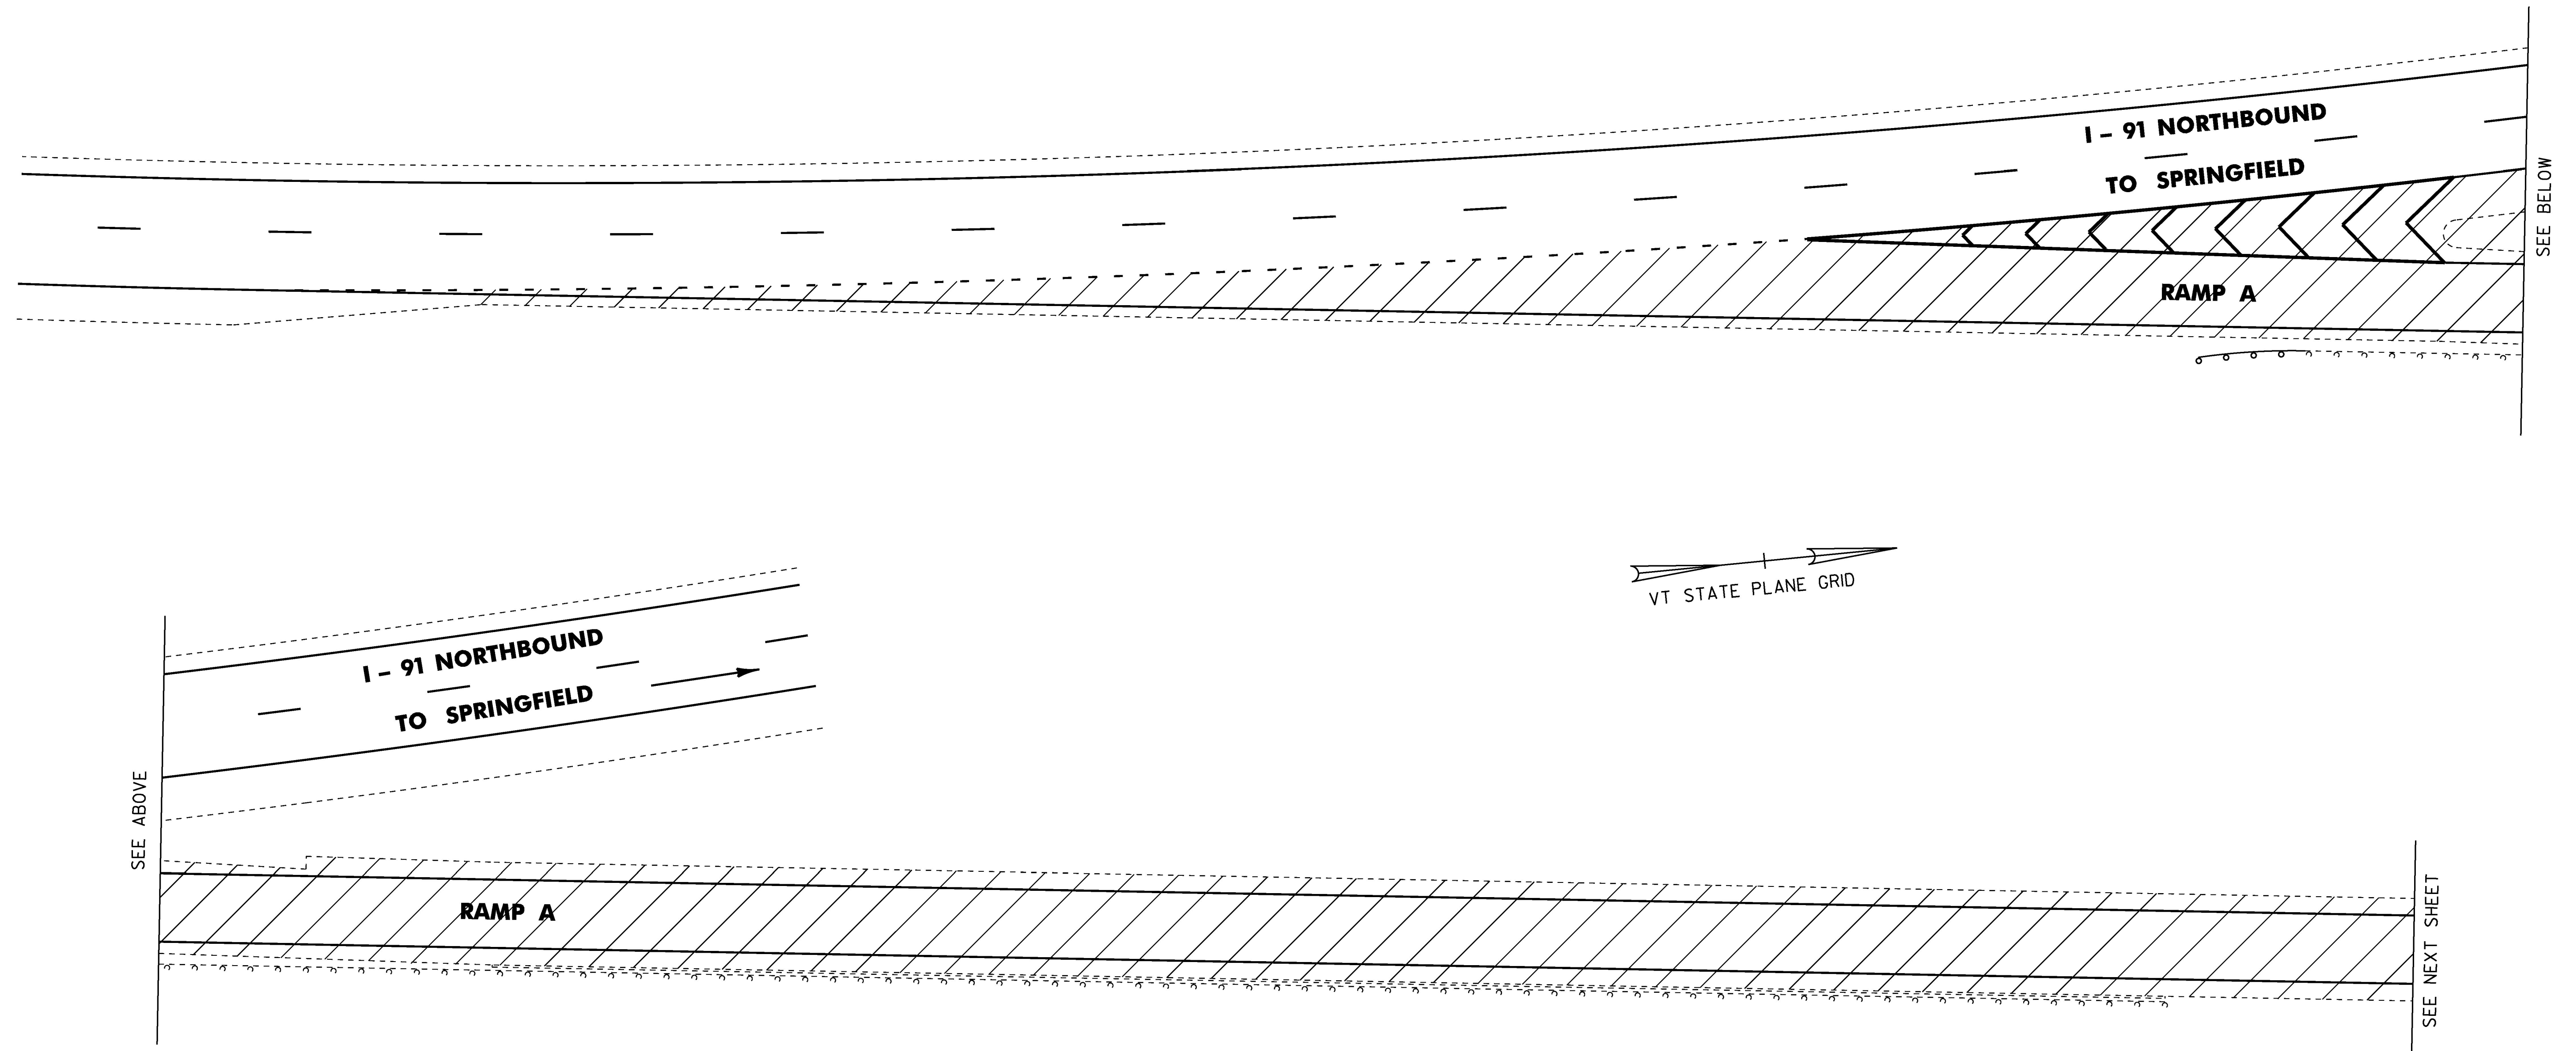 I – 91 NORTHBOUND
TO SPRINGFIELD
SEE BELOW
RAMP A
VT STATE PLANE GRID
I – 91 NORTHBOUND
TO SPRINGFIELD
SEE ABOVE
RAMP A
SEE NEXT SHEET